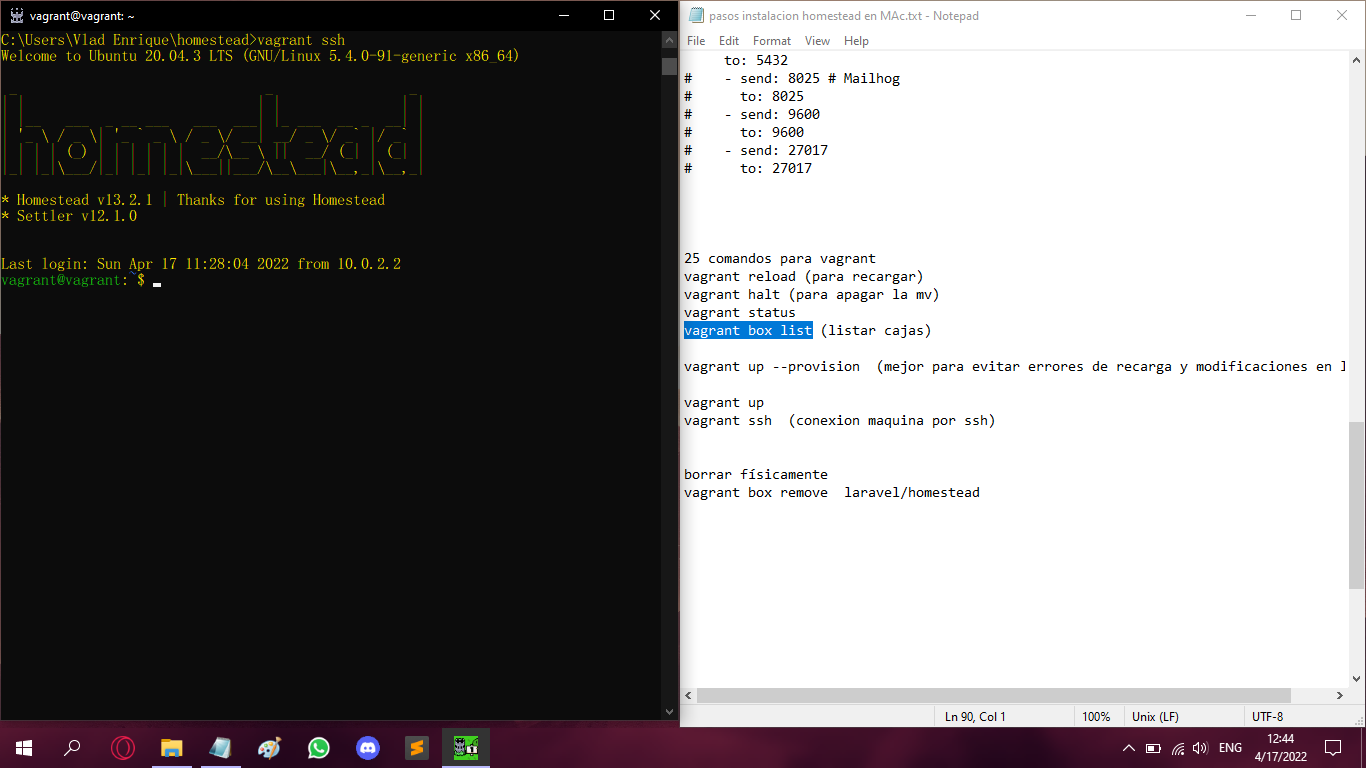 vagrant@vagrant: ~
C:\Users\Vlad Enrique\homestead>vagrant ssh
Welcome to Ubuntu 20.04.3 LTS (GNU/Linux 5.4.0-91-generic x86_64)
homestead
* Homestead v13.2.1 | Thanks for using Homestead
* Settler v12.1.0
Last login: Sun Apr 17 11:28:04 2022 from 10.0.2.2
vagrant@vagrant:~$
pasos instalacion homestead en MAc.txt - Notepad
File Edit Format View Help
to: 5432
# - send: 8025 # Mailhog
# to: 8025
# - send: 9600
# to: 9600
# - send: 27017
# to: 27017
25 comandos para vagrant
vagrant reload (para recargar)
vagrant halt (para apagar la mv)
vagrant status
vagrant box list (listar cajas)
vagrant up --provision (mejor para evitar errores de recarga y modificaciones en l
vagrant up
vagrant ssh (conexion maquina por ssh)
borrar físicamente
vagrant box remove laravel/homestead
Ln 90, Col 1 100% Unix (LF) UTF-8
ENG
12:44
4/17/2022